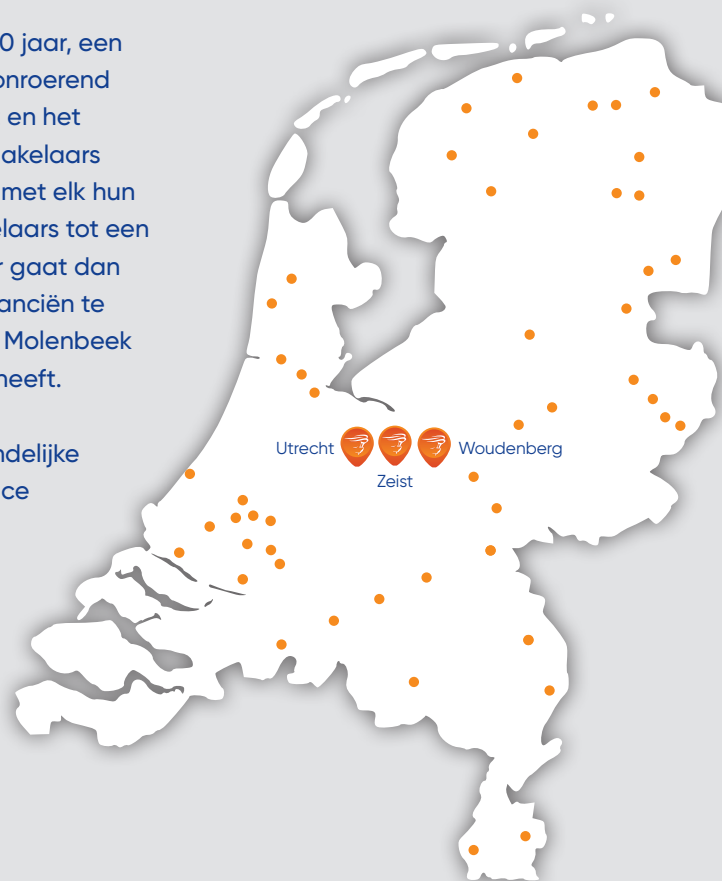 0 jaar, een
onroerend
en het
akelaars
met elk hun
elaars tot een
r gaat dan
anciën te
Molenbeek
heeft.
ndelijke
ce
Utrecht
Zeist
Woudenberg